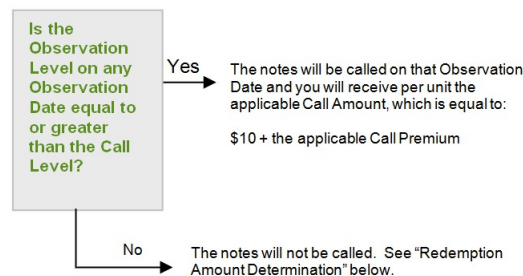 Is the
Observation
Level on any
Observation
Date equal to
or greater
than the Call
Level?
Yes
The notes will be called on that Observation
Date and you will receive per unit the
applicable Call Amount, which is equal to:
$10 + the applicable Call Premium
No
The notes will not be called. See “Redemption
Amount Determination” below.